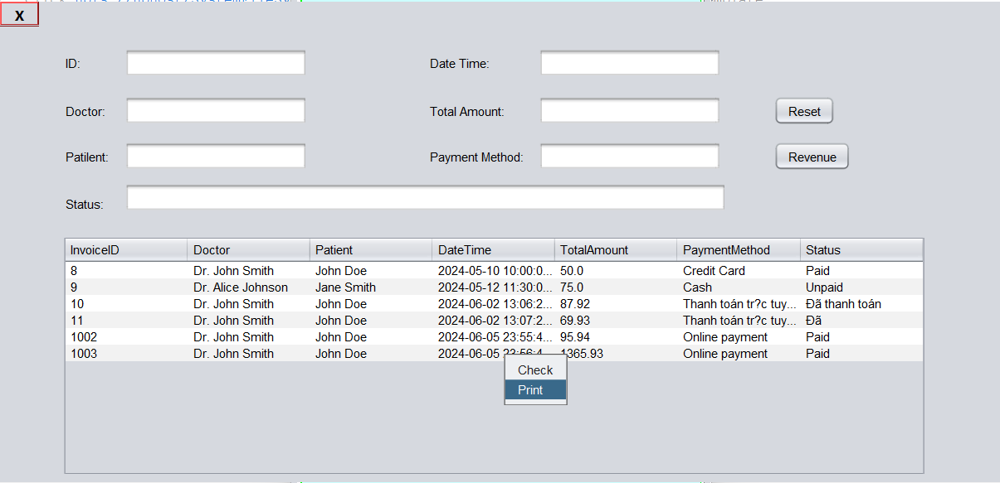 X
ID: Date Time:
Doctor: Total Amount: Reset
Patilent: Payment Method: Revenue
Status:
InvoiceID Doctor Patient DateTime TotalAmount PaymentMethod Status
8 Dr. John Smith John Doe 2024-05-10 10:00:0... 50.0 Credit Card Paid
9 Dr. Alice Johnson Jane Smith 2024-05-12 11:30:0... 75.0 Cash Unpaid
10 Dr. John Smith John Doe 2024-06-02 13:06:2... 87.92 Thanh toán tr?c tuy... Đã thanh toán
11 Dr. John Smith John Doe 2024-06-02 13:07:2... 69.93 Thanh toán tr?c tuy... Đã
1002 Dr. John Smith John Doe 2024-06-05 23:55:4... 95.94 Online payment Paid
1003 Dr. John Smith John Doe 2024-06-05 23:56:4... 1365.93 Online payment Paid
Check
Print